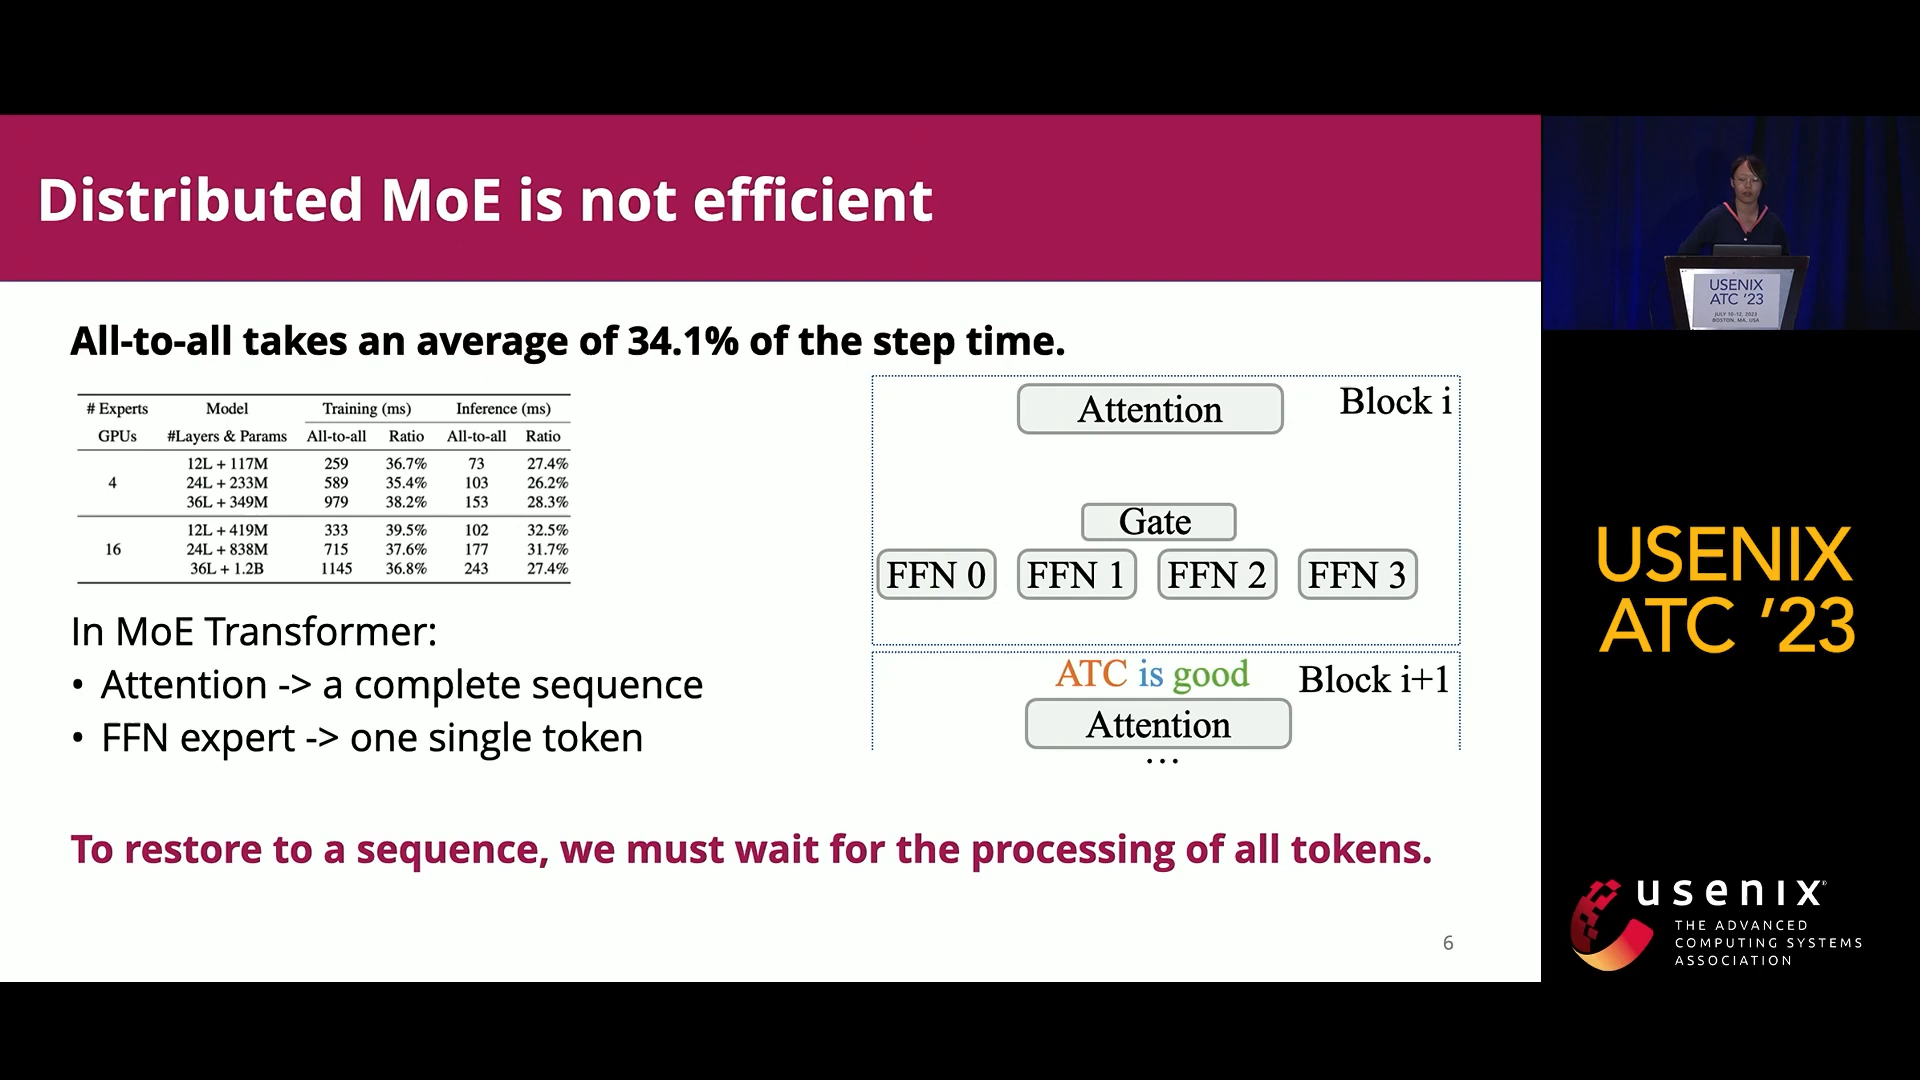 Distributed MoE is not efficient
All-to-all takes an average of 34.1% of the step time.
# Experts Model Training (ms) Inference (ms)
GPUs #Layers & Params All-to-all Ratio All-to-all Ratio
12L + 117M 259 36.7% 73 27.4%
4 24L + 233M 589 35.4% 103 26.2%
36L + 349M 979 38.2% 153 28.3%
12L + 419M 333 39.5% 102 32.5%
16 24L + 838M 715 37.6% 177 31.7%
36L + 1.2B 1145 36.8% 243 27.4%
In MoE Transformer:
• Attention -> a complete sequence
• FFN expert -> one single token
Attention
Block i
Gate
FFN 0 FFN 1 FFN 2 FFN 3
ATC is good
Block i+1
Attention
...
To restore to a sequence, we must wait for the processing of all tokens.
6
USENIX
ATC '23
JULY 10-12, 2023
BOSTON, MA, USA
USENIX
ATC '23
usenix®
THE ADVANCED
COMPUTING SYSTEMS
ASSOCIATION